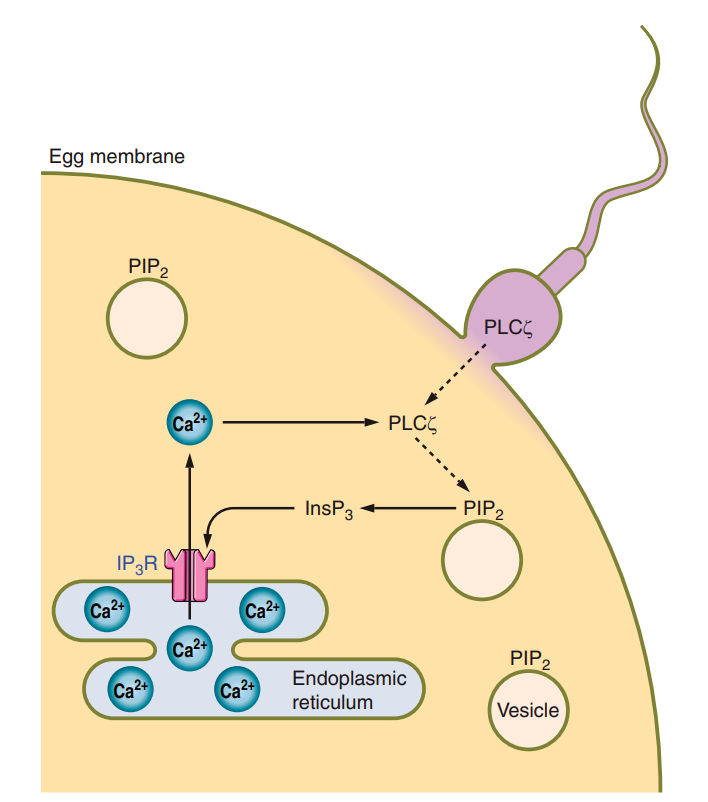 Egg membrane
PIP₂
PLCζ
Ca²⁺
PLCζ
InsP₃
PIP₂
IP₃R
Ca²⁺
Ca²⁺
Ca²⁺
Ca²⁺
Ca²⁺
Endoplasmic
reticulum
PIP₂
Vesicle